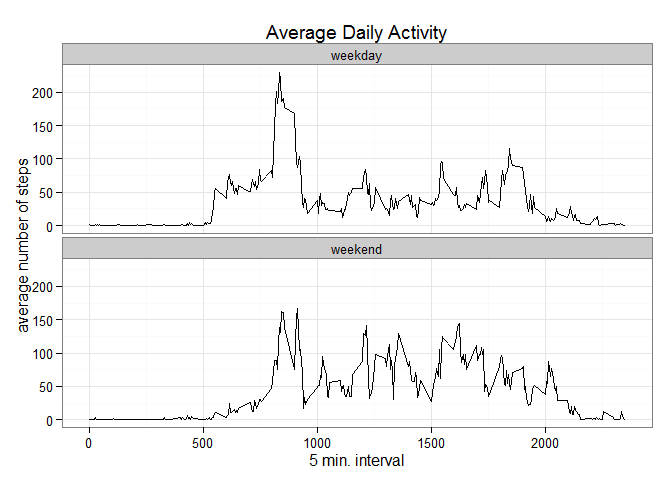 Average Daily Activity
weekday
200
150
100
50
0
weekend
200
150
100
50
0
average number of steps
0 500 1000 1500 2000
5 min. interval